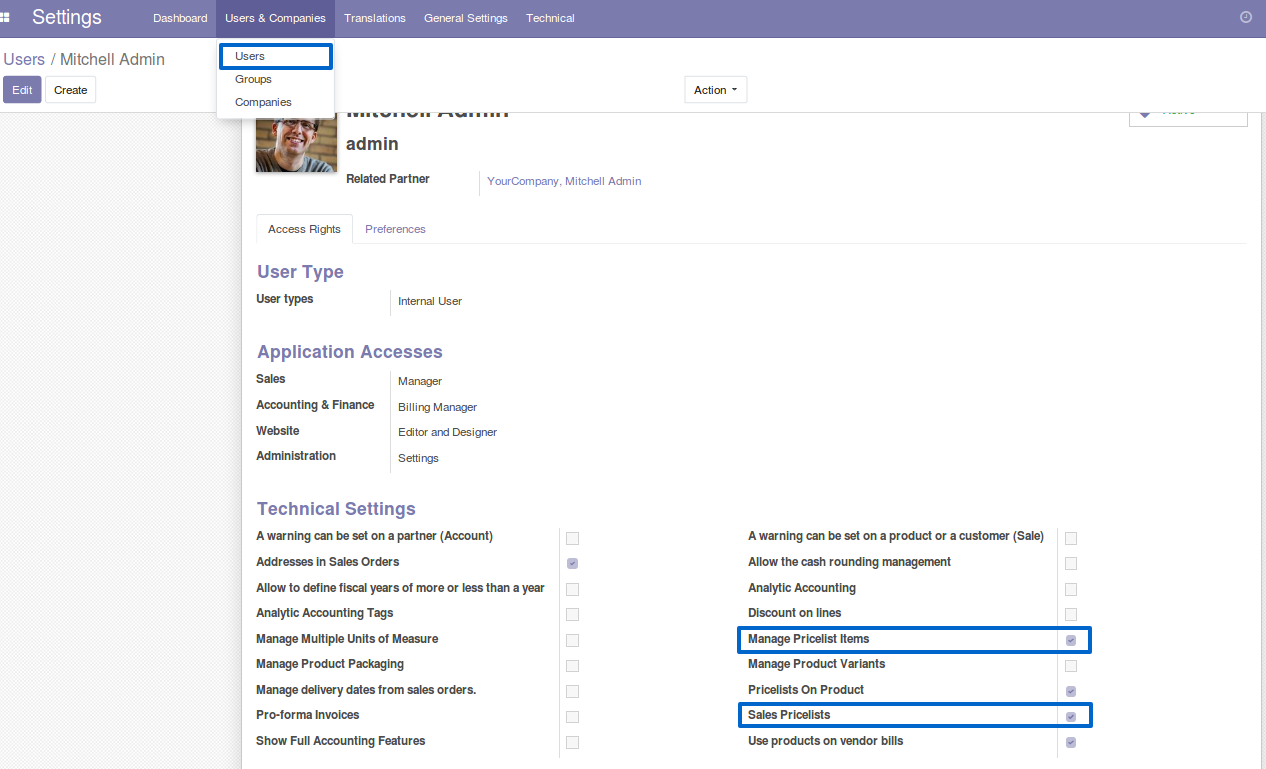 Settings Dashboard Users & Companies Translations General Settings Technical
Users / Mitchell Admin
Users
Groups
Companies
Edit Create Action
Mitchell Admin
Active
admin
Related Partner YourCompany, Mitchell Admin
Access Rights Preferences
User Type
User types Internal User
Application Accesses
Sales Manager
Accounting & Finance Billing Manager
Website Editor and Designer
Administration Settings
Technical Settings
A warning can be set on a partner (Account) A warning can be set on a product or a customer (Sale)
Addresses in Sales Orders Allow the cash rounding management
Allow to define fiscal years of more or less than a year Analytic Accounting
Analytic Accounting Tags Discount on lines
Manage Multiple Units of Measure Manage Pricelist Items
Manage Product Packaging Manage Product Variants
Manage delivery dates from sales orders. Pricelists On Product
Pro-forma Invoices Sales Pricelists
Show Full Accounting Features Use products on vendor bills